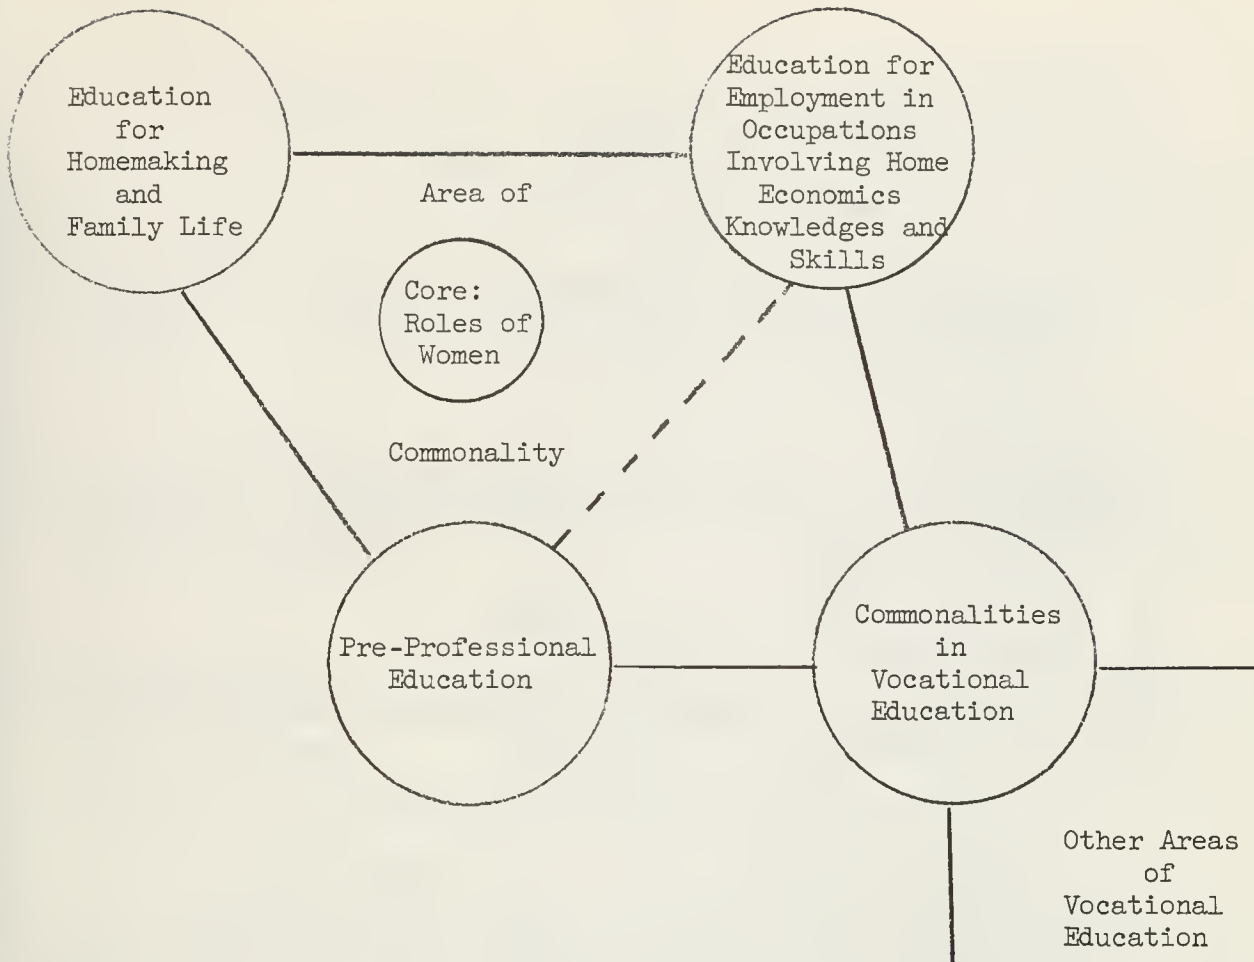 Education
for
Homemaking
and
Family Life
Education for
Employment in
Occupations
Involving Home
Economics
Knowledges and
Skills
Area of
Core:
Roles of
Women
Commonality
Pre-Professional
Education
Commonalities
in
Vocational
Education
Other Areas
of
Vocational
Education